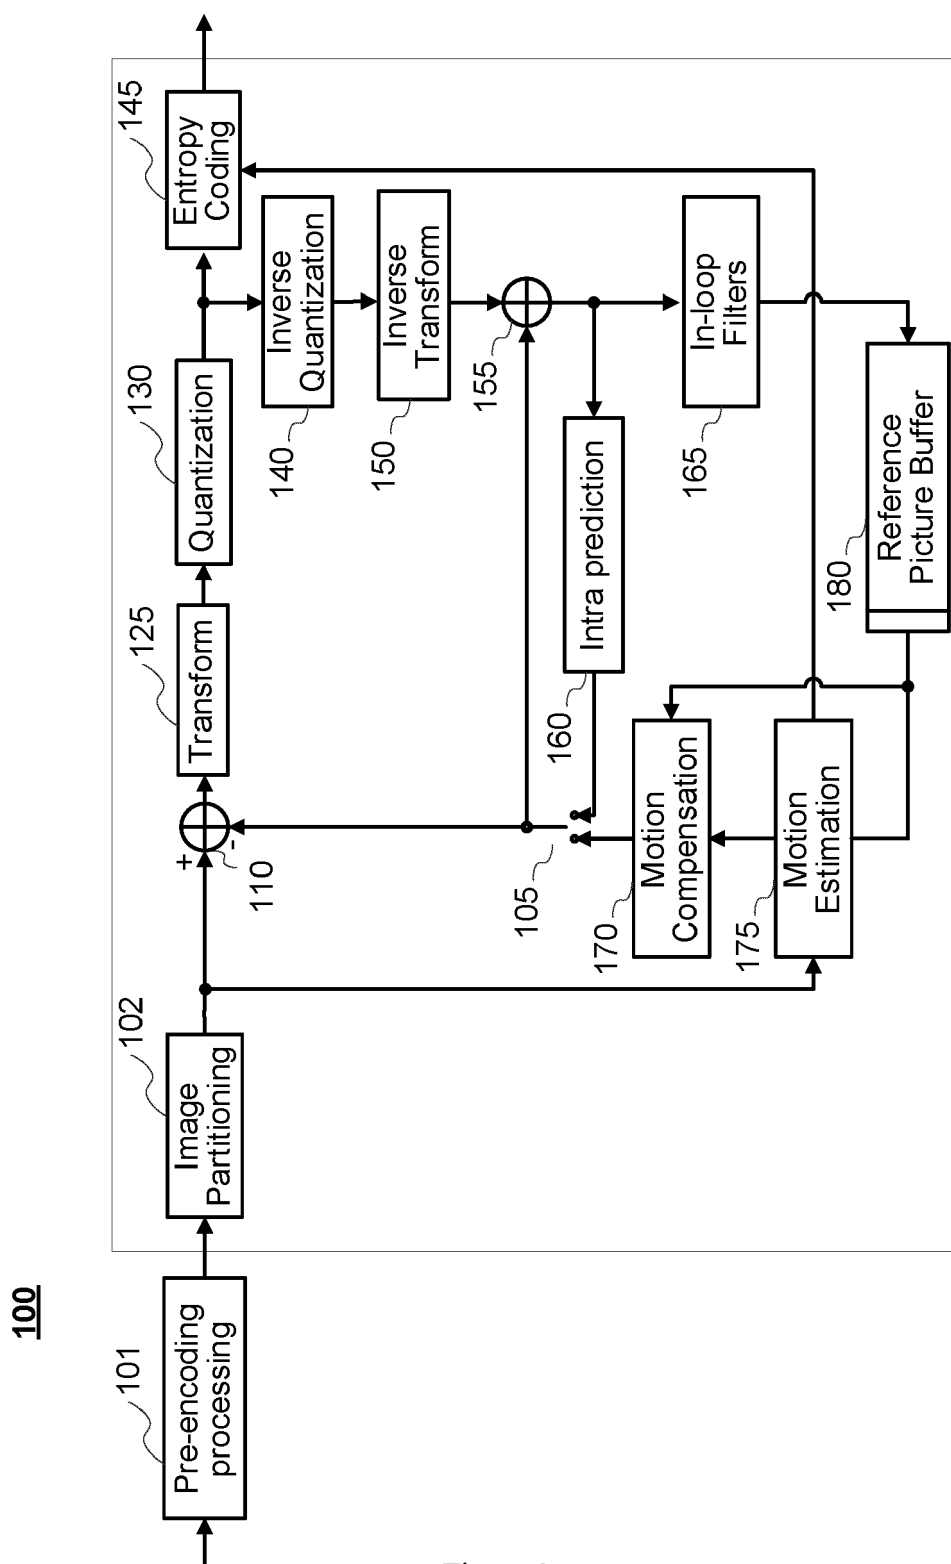 100
101
Pre-encoding
processing
102
Image
Partitioning
+
-
110
125
Transform
130
Quantization
145
Entropy
Coding
140
Inverse
Quantization
150
Inverse
Transform
155
105
160
Intra prediction
165
In-loop
Filters
170
Motion
Compensation
175
Motion
Estimation
180
Reference
Picture Buffer